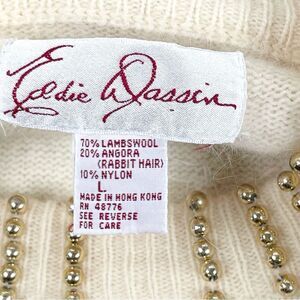 Eddie Dassin
70% LAMBSWOOL
20% ANGORA
(RABBIT HAIR)
10% NYLON
L
MADE IN HONG KONG
RN 48776
SEE REVERSE
FOR CARE